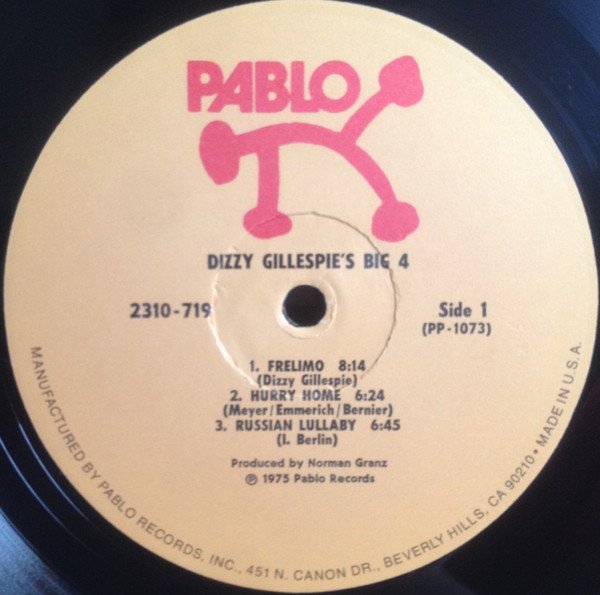 PABLO
DIZZY GILLESPIE'S BIG 4
2310-719
Side 1
(PP-1073)
1. FRELIMO 8:14
(Dizzy Gillespie)
2. HURRY HOME 6:24
(Meyer/Emmerich/Bernier)
3. RUSSIAN LULLABY 6:45
(I. Berlin)
Produced by Norman Granz
℗ 1975 Pablo Records
MANUFACTURED BY PABLO RECORDS, INC., 451 N. CANON DR., BEVERLY HILLS, CA 90210 • MADE IN U.S.A.